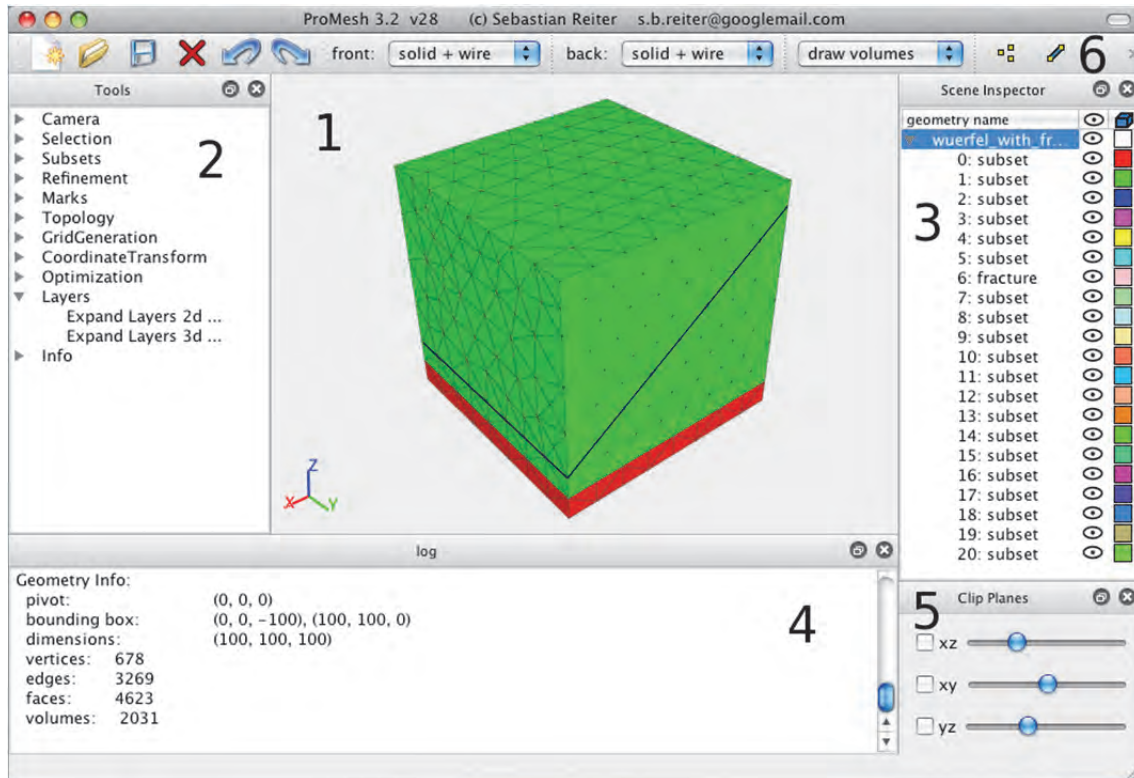 ProMesh 3.2 v28 (c) Sebastian Reiter s.b.reiter@googlemail.com
front: solid + wire back: solid + wire draw volumes 6
Tools
Camera
Selection
Subsets
Refinement
Marks
Topology
GridGeneration
CoordinateTransform
Optimization
Layers
Expand Layers 2d ...
Expand Layers 3d ...
Info
2
1
Z
X
Y
Scene Inspector
geometry name
wuerfel_with_fr...
0: subset
1: subset
2: subset
3: subset
4: subset
5: subset
6: fracture
7: subset
8: subset
9: subset
10: subset
11: subset
12: subset
13: subset
14: subset
15: subset
16: subset
17: subset
18: subset
19: subset
20: subset
3
log
Geometry Info:
pivot: (0, 0, 0)
bounding box: (0, 0, -100), (100, 100, 0)
dimensions: (100, 100, 100)
vertices: 678
edges: 3269
faces: 4623
volumes: 2031
4
5
Clip Planes
xz
xy
yz